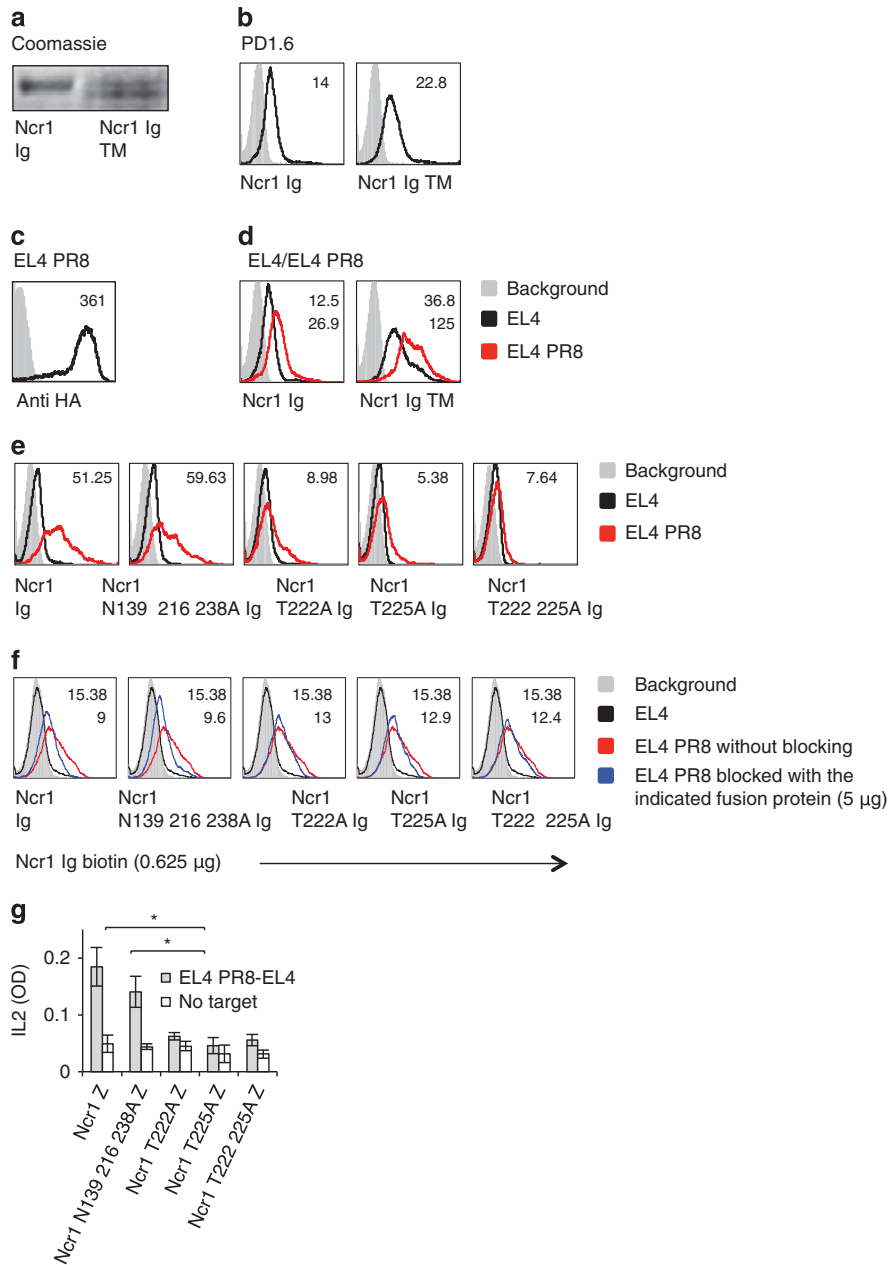 a
Coomassie
Ncr1 Ig
Ncr1 Ig TM
b
PD1.6
14
22.8
Ncr1 Ig
Ncr1 Ig TM
c
EL4 PR8
361
Anti HA
d
EL4/EL4 PR8
12.5
26.9
36.8
125
Ncr1 Ig
Ncr1 Ig TM
Background
EL4
EL4 PR8
e
51.25
59.63
8.98
5.38
7.64
Background
EL4
EL4 PR8
Ncr1 Ig
Ncr1 N139 216 238A Ig
Ncr1 T222A Ig
Ncr1 T225A Ig
Ncr1 T222 225A Ig
f
15.38
9
15.38
9.6
15.38
13
15.38
12.9
15.38
12.4
Background
EL4
EL4 PR8 without blocking
EL4 PR8 blocked with the
indicated fusion protein (5 µg)
Ncr1 Ig
Ncr1 N139 216 238A Ig
Ncr1 T222A Ig
Ncr1 T225A Ig
Ncr1 T222 225A Ig
Ncr1 Ig biotin (0.625 µg)
g
*
*
EL4 PR8-EL4
No target
IL2 (OD)
0.2
0.1
0
Ncr1 Z
Ncr1 N139 216 238A Z
Ncr1 T222A Z
Ncr1 T225A Z
Ncr1 T222 225A Z